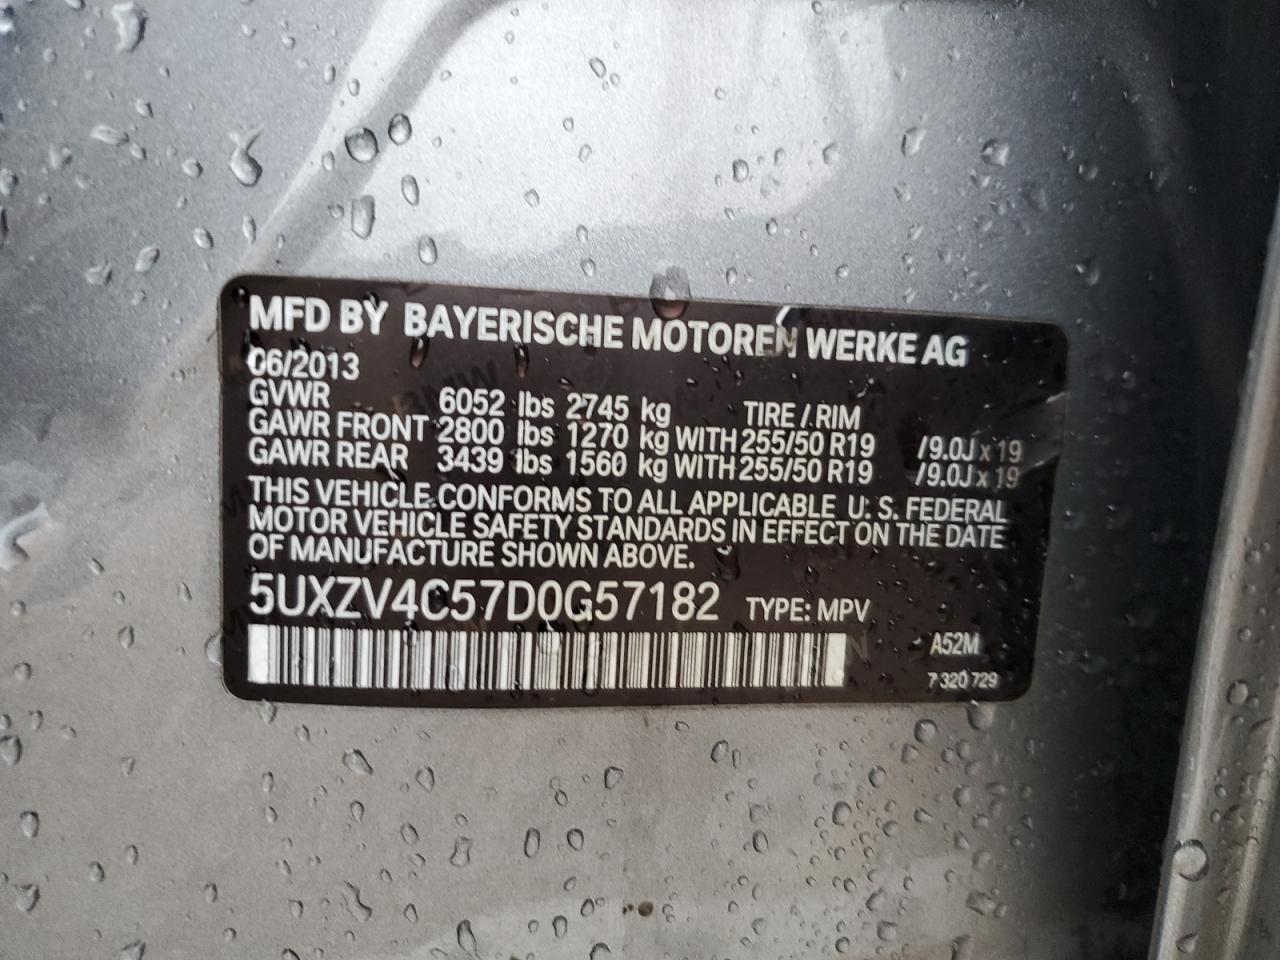 MFD BY BAYERISCHE MOTOREN WERKE AG
06/2013
GVWR 6052 lbs 2745 kg TIRE / RIM
GAWR FRONT 2800 lbs 1270 kg WITH 255/50 R19 /9.0J x 19
GAWR REAR 3439 lbs 1560 kg WITH 255/50 R19 /9.0J x 19
THIS VEHICLE CONFORMS TO ALL APPLICABLE U. S. FEDERAL
MOTOR VEHICLE SAFETY STANDARDS IN EFFECT ON THE DATE
OF MANUFACTURE SHOWN ABOVE.
5UXZV4C57D0G57182 TYPE: MPV
A52M
7 320 729